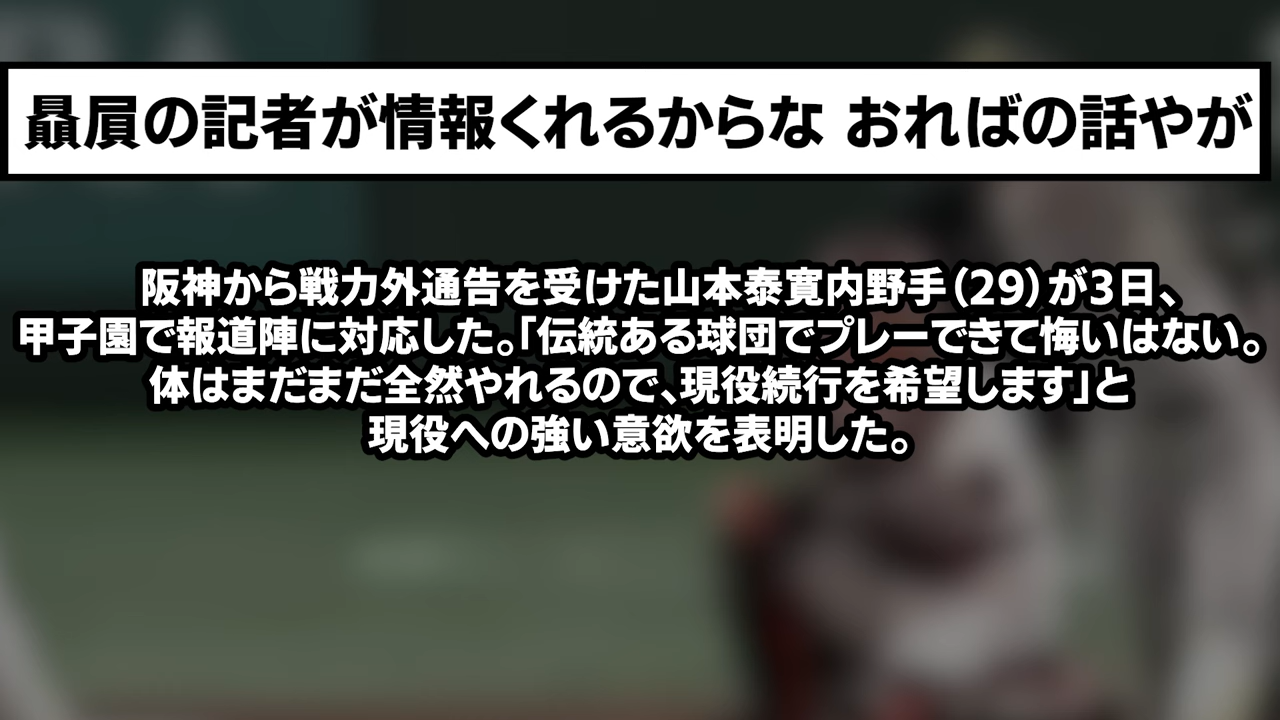 贔屓の記者が情報くれるからな おればの話やが
阪神から戦力外通告を受けた山本泰寛内野手（29）が3日、
甲子園で報道陣に対応した。「伝統ある球団でプレーできて悔いはない。
体はまだまだ全然やれるので、現役続行を希望します」と
現役への強い意欲を表明した。